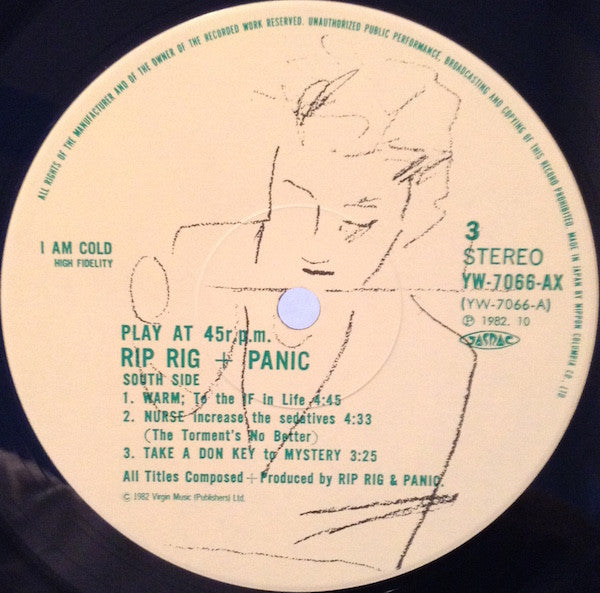 ALL RIGHTS OF THE MANUFACTURER AND OF THE OWNER OF THE RECORDED WORK RESERVED. UNAUTHORIZED PUBLIC PERFORMANCE, BROADCASTING AND COPYING OF THIS RECORD PROHIBITED. MADE IN JAPAN BY NIPPON COLUMBIA CO., LTD
I AM COLD
HIGH FIDELITY
3
STEREO
YW-7066-AX
(YW-7066-A)
℗ 1982. 10
JASRAC
PLAY AT 45r.p.m.
RIP RIG + PANIC
SOUTH SIDE
1. WARM; To the IF in Life 4:45
2. NURSE increase the sedatives 4:33
(The Torment's No Better)
3. TAKE A DON KEY to MYSTERY 3:25
All Titles Composed + Produced by RIP RIG & PANIC.
© 1982 Virgin Music (Publishers) Ltd.